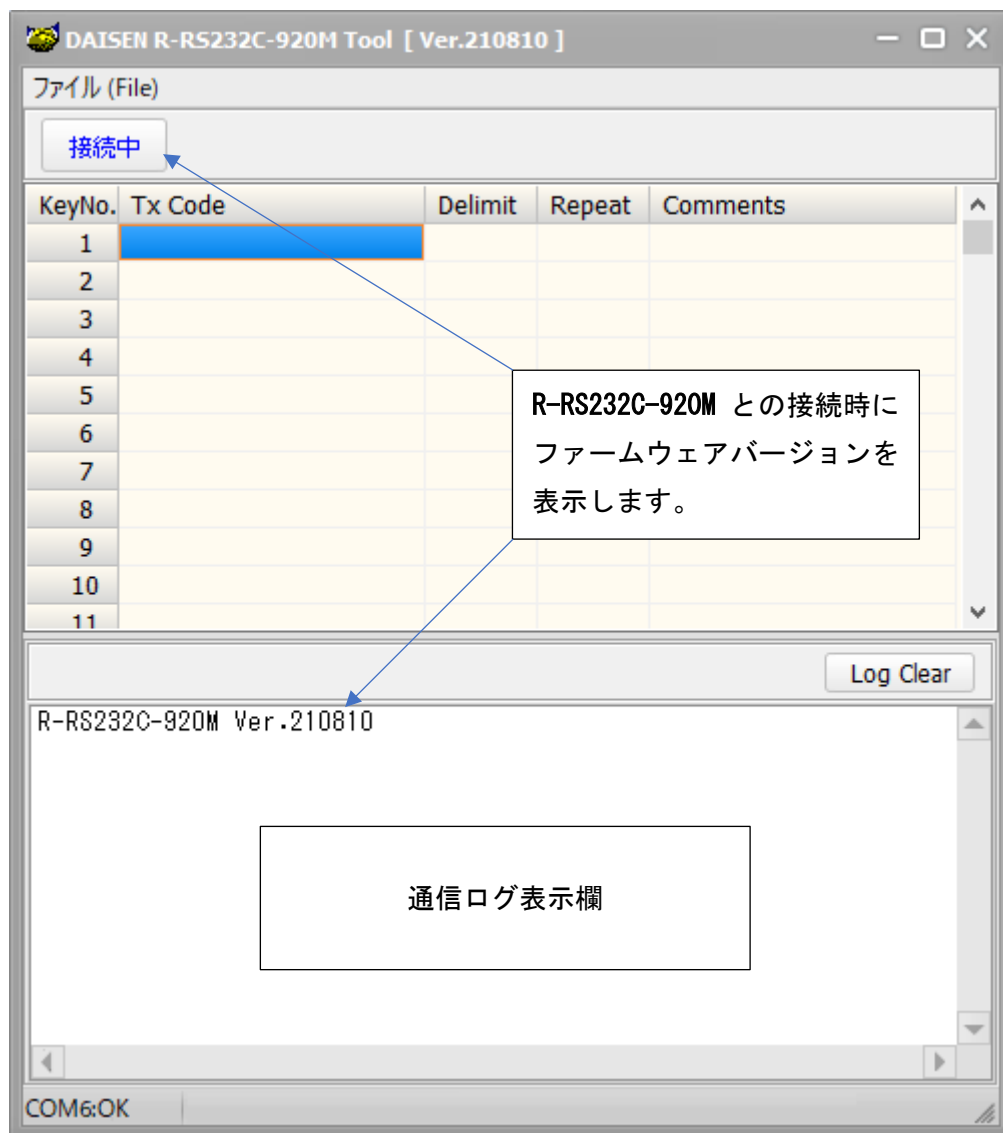 DAISEN R-RS232C-920M Tool [ Ver.210810 ]
ファイル (File)
接続中
KeyNo. Tx Code Delimit Repeat Comments
1
2
3
4
5
6
7
8
9
10
11
R-RS232C-920M との接続時に
ファームウェアバージョンを
表示します。
Log Clear
R-RS232C-920M Ver.210810
通信ログ表示欄
COM6:OK